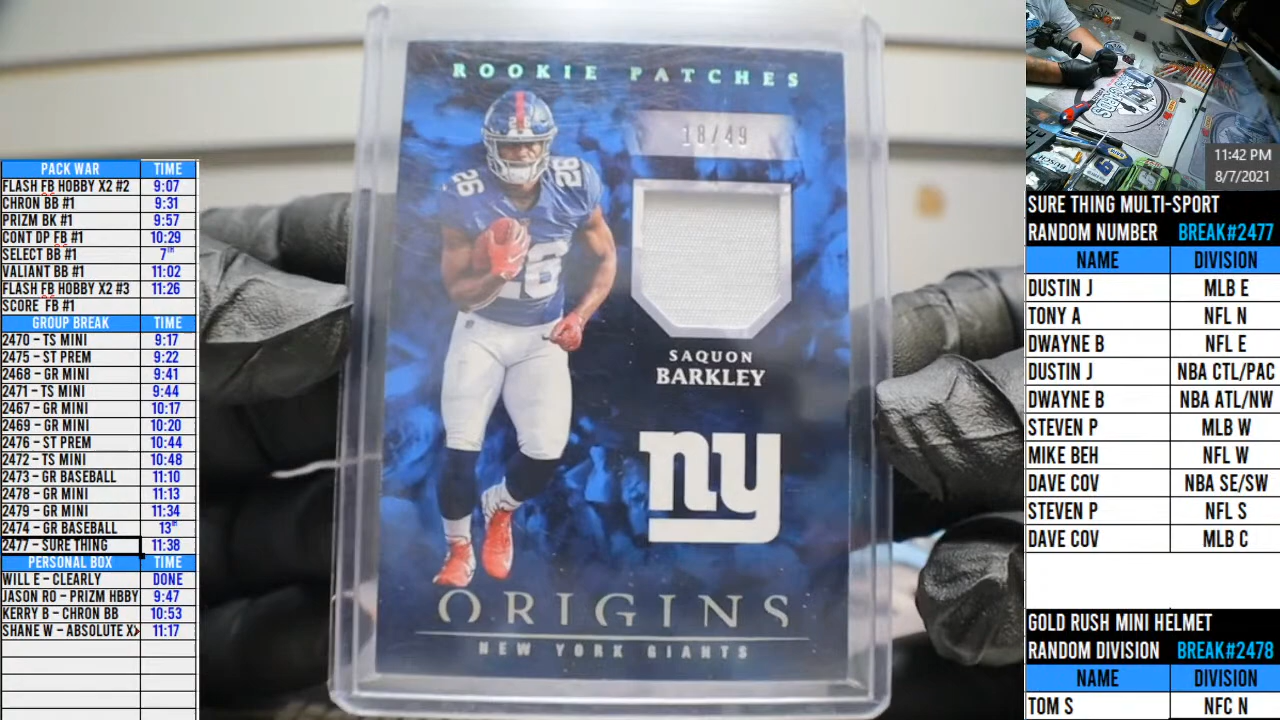 PACK WAR TIME
FLASH FB HOBBY X2 #2 9:07
CHRON BB #1 9:31
PRIZM BK #1 9:57
CONT DP FB #1 10:29
SELECT BB #1 7TH
VALIANT BB #1 11:02
FLASH FB HOBBY X2 #3 11:26
SCORE FB #1
GROUP BREAK TIME
2470 – TS MINI 9:17
2475 – ST PREM 9:22
2468 – GR MINI 9:41
2471 – TS MINI 9:44
2467 – GR MINI 10:17
2469 – GR MINI 10:20
2476 – ST PREM 10:44
2472 – TS MINI 10:48
2473 – GR BASEBALL 11:10
2478 – GR MINI 11:13
2479 – GR MINI 11:34
2474 – GR BASEBALL 13TH
2477 – SURE THING 11:38
PERSONAL BOX TIME
WILL E – CLEARLY DONE
JASON RO – PRIZM HBBY 9:47
KERRY B – CHRON BB 10:53
SHANE W – ABSOLUTE X 11:17
ROOKIE PATCHES
18/49
26
26
26
SAQUON
BARKLEY
ny
ORIGINS
NEW YORK GIANTS
BUSCH
11:42 PM
8/7/2021
SURE THING MULTI-SPORT
RANDOM NUMBER BREAK#2477
NAME DIVISION
DUSTIN J MLB E
TONY A NFL N
DWAYNE B NFL E
DUSTIN J NBA CTL/PAC
DWAYNE B NBA ATL/NW
STEVEN P MLB W
MIKE BEH NFL W
DAVE COV NBA SE/SW
STEVEN P NFL S
DAVE COV MLB C
GOLD RUSH MINI HELMET
RANDOM DIVISION BREAK#2478
NAME DIVISION
TOM S NFC N